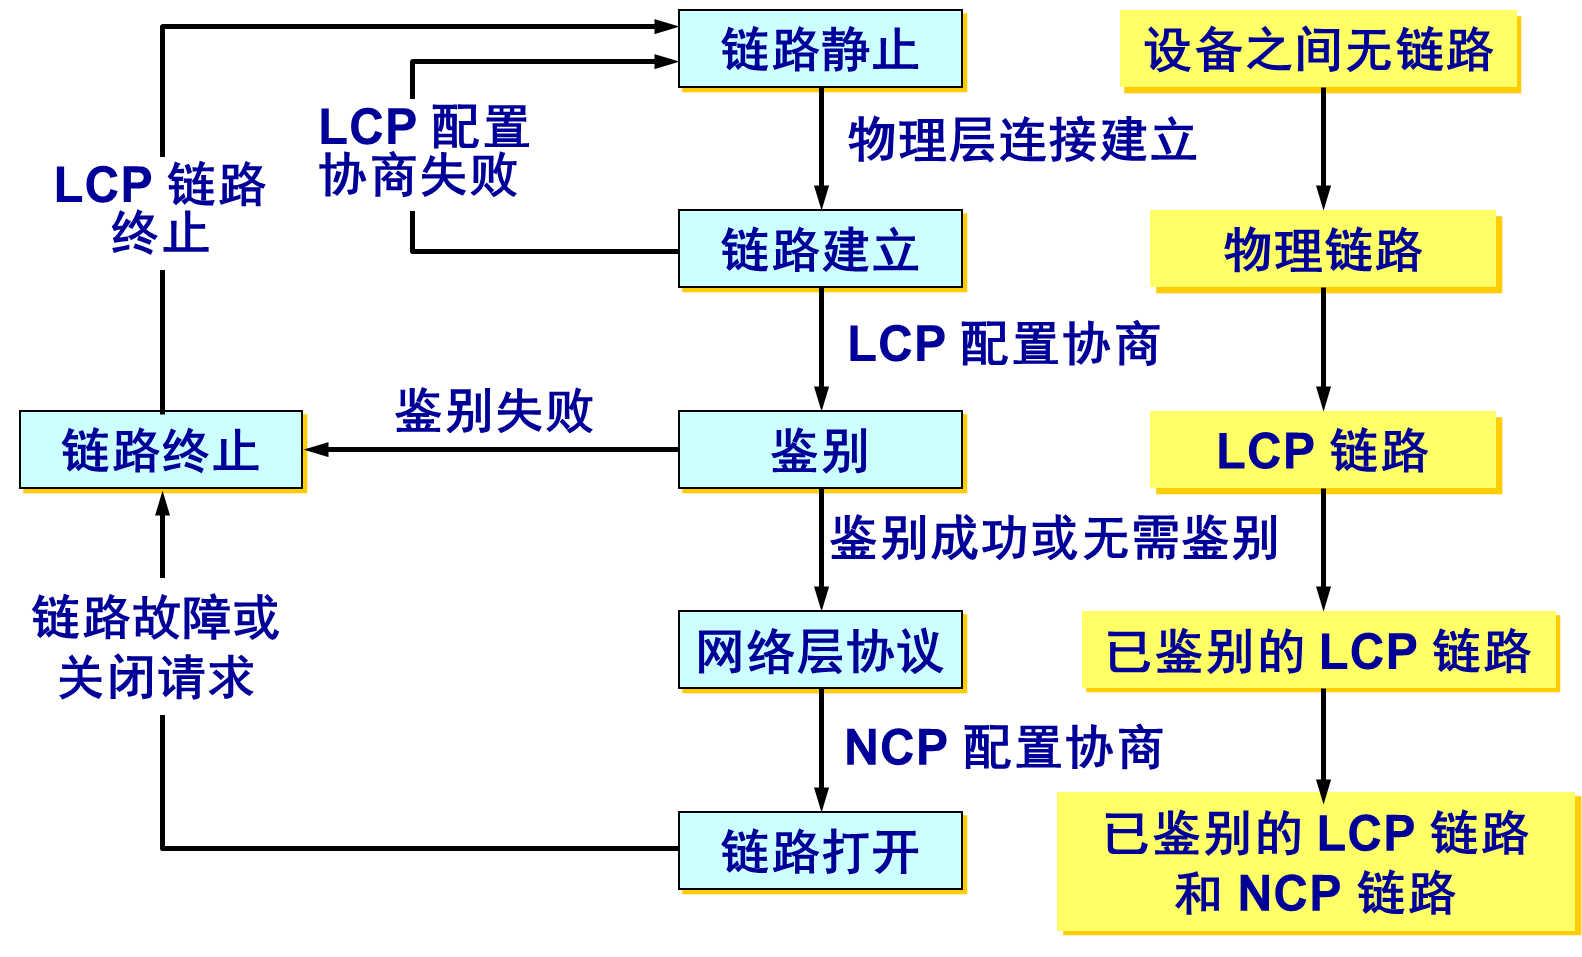 链路静止
设备之间无链路
LCP 配置
协商失败
物理层连接建立
LCP 链路
终止
链路建立
物理链路
LCP 配置协商
鉴别失败
链路终止
鉴别
LCP 链路
鉴别成功或无需鉴别
链路故障或
关闭请求
网络层协议
已鉴别的 LCP 链路
NCP 配置协商
链路打开
已鉴别的 LCP 链路
和 NCP 链路